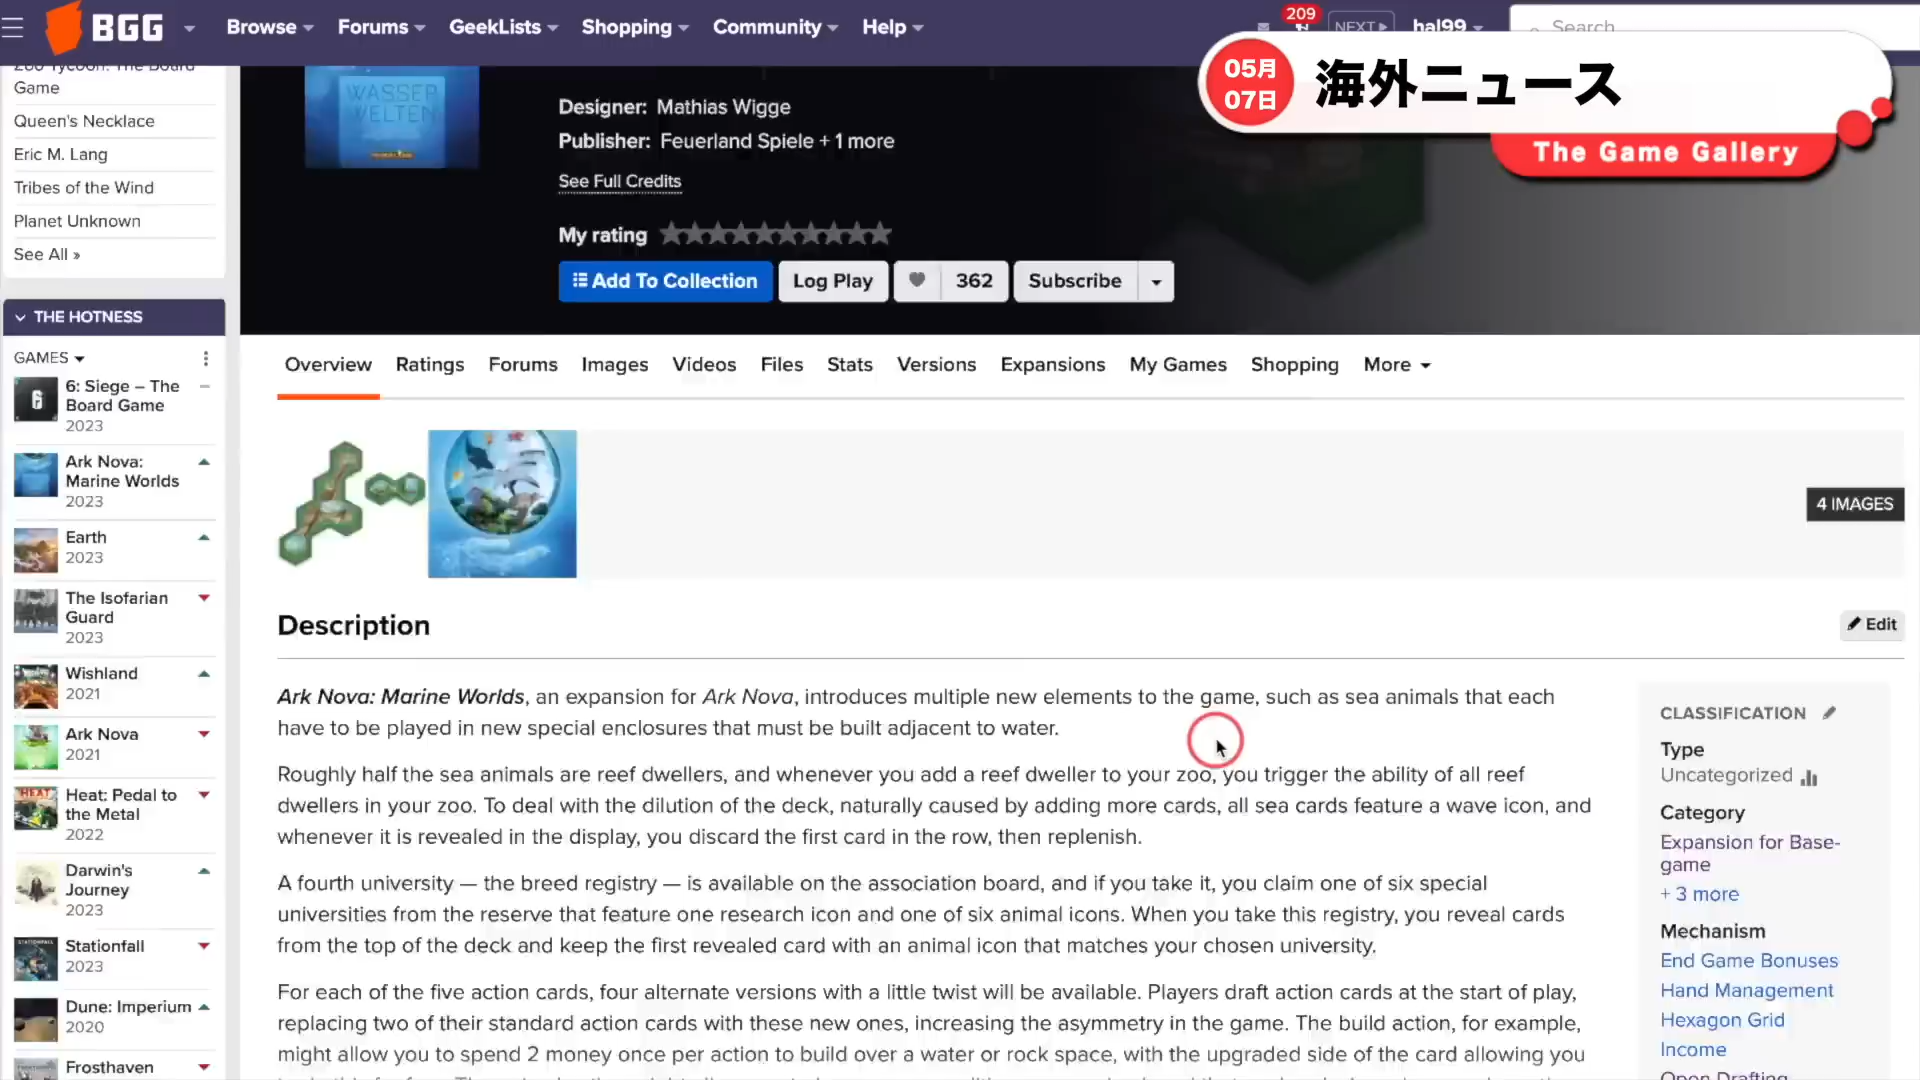 BGG
Browse
Forums
GeekLists
Shopping
Community
Help
209
NEXT
hal99
Search
05月
07日
海外ニュース
The Game Gallery
Zoo Tycoon: The Board
Game
Queen's Necklace
Eric M. Lang
Tribes of the Wind
Planet Unknown
See All »
WASSER
WELTEN
Designer: Mathias Wigge
Publisher: Feuerland Spiele + 1 more
See Full Credits
My rating
Add To Collection
Log Play
362
Subscribe
THE HOTNESS
GAMES
6: Siege – The
Board Game
2023
Ark Nova:
Marine Worlds
2023
Earth
2023
The Isofarian
Guard
2023
Wishland
2021
Ark Nova
2021
HEAT
Heat: Pedal to
the Metal
2022
Darwin's
Journey
2023
STATIONFALL
Stationfall
2023
Dune: Imperium
2020
Frosthaven
Overview
Ratings
Forums
Images
Videos
Files
Stats
Versions
Expansions
My Games
Shopping
More
4 IMAGES
Description
Edit
Ark Nova: Marine Worlds, an expansion for Ark Nova, introduces multiple new elements to the game, such as sea animals that each
have to be played in new special enclosures that must be built adjacent to water.
Roughly half the sea animals are reef dwellers, and whenever you add a reef dweller to your zoo, you trigger the ability of all reef
dwellers in your zoo. To deal with the dilution of the deck, naturally caused by adding more cards, all sea cards feature a wave icon, and
whenever it is revealed in the display, you discard the first card in the row, then replenish.
A fourth university — the breed registry — is available on the association board, and if you take it, you claim one of six special
universities from the reserve that feature one research icon and one of six animal icons. When you take this registry, you reveal cards
from the top of the deck and keep the first revealed card with an animal icon that matches your chosen university.
For each of the five action cards, four alternate versions with a little twist will be available. Players draft action cards at the start of play,
replacing two of their standard action cards with these new ones, increasing the asymmetry in the game. The build action, for example,
might allow you to spend 2 money once per action to build over a water or rock space, with the upgraded side of the card allowing you
CLASSIFICATION
Type
Uncategorized
Category
Expansion for Base-
game
+ 3 more
Mechanism
End Game Bonuses
Hand Management
Hexagon Grid
Income
Open Drafting